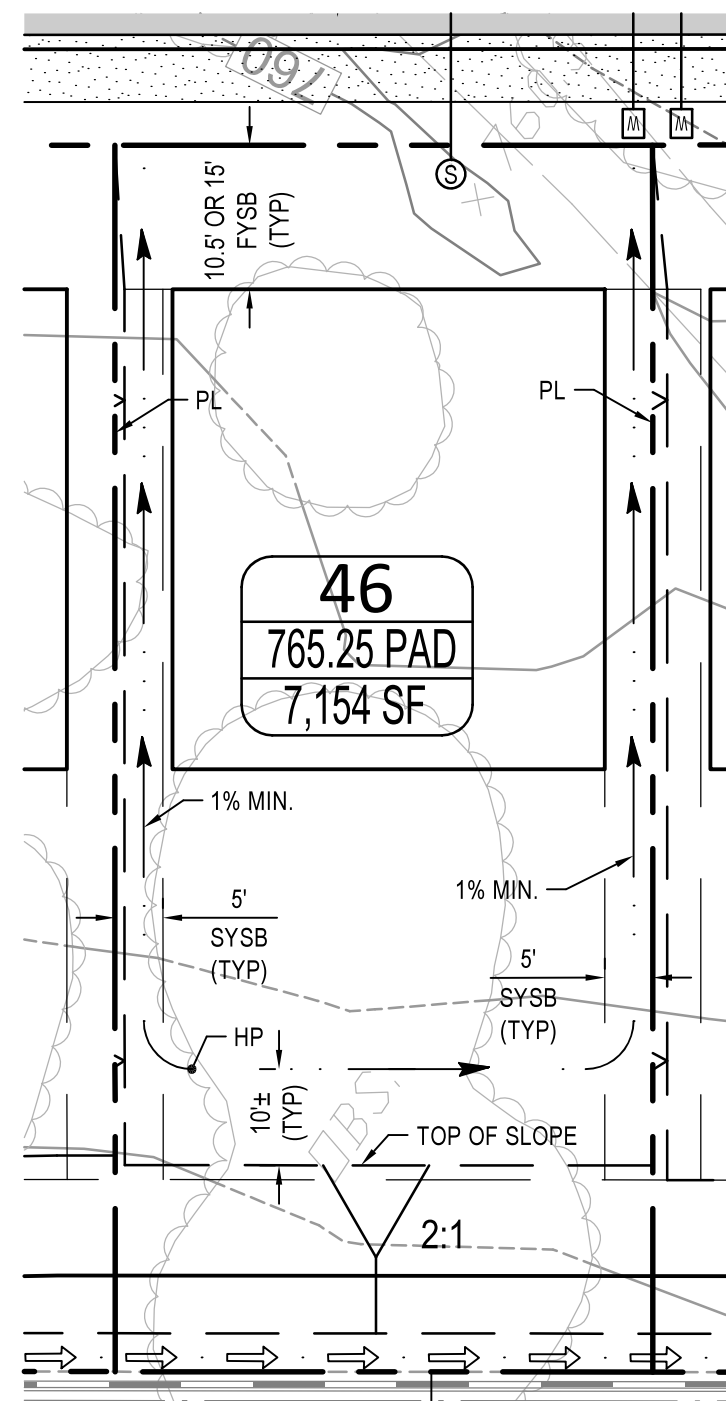 760
W W
S
10.5' OR 15'
FYSB
(TYP)
PL
PL
46
765.25 PAD
7,154 SF
1% MIN.
1% MIN.
5'
SYSB
(TYP)
5'
SYSB
(TYP)
HP
10'±
(TYP)
TOP OF SLOPE
2:1